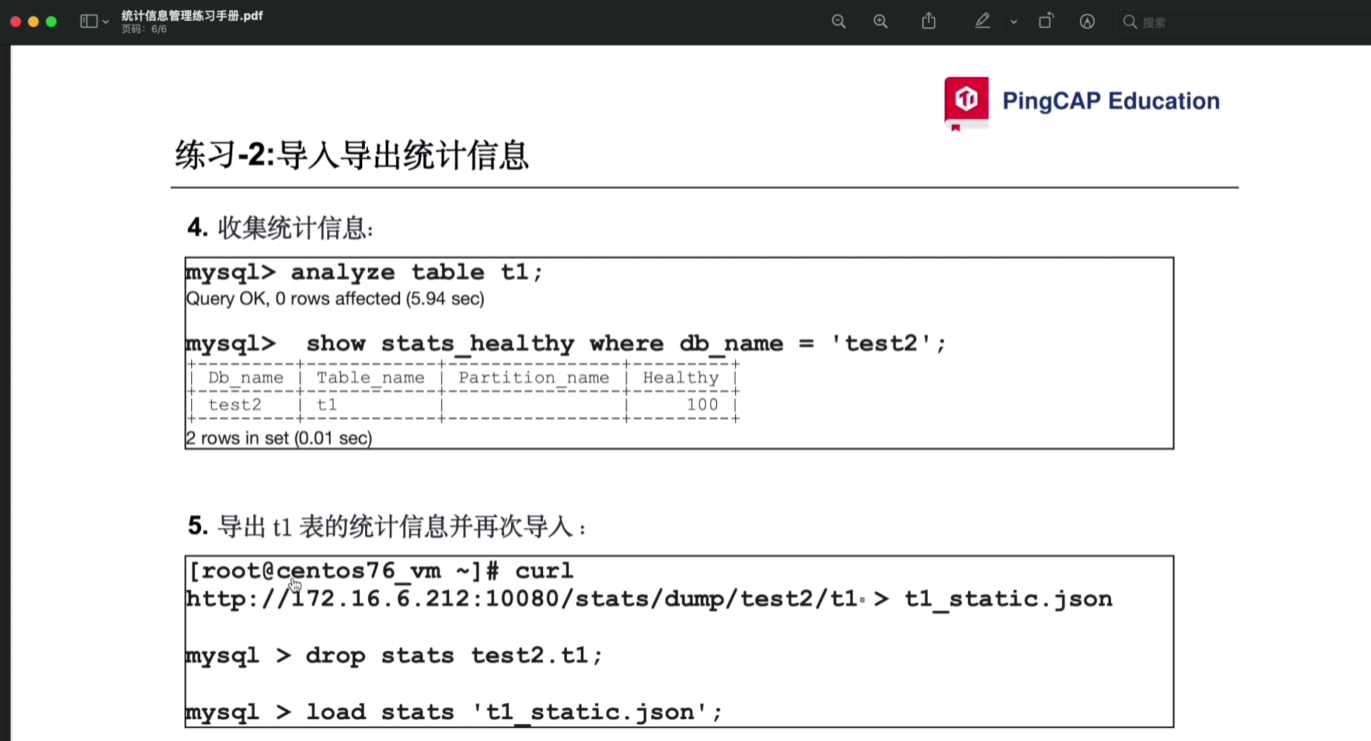 统计信息管理练习手册.pdf
页码：6/6
搜索
PingCAP Education
练习-2:导入导出统计信息
4. 收集统计信息:
mysql> analyze table t1;
Query OK, 0 rows affected (5.94 sec)
mysql>  show stats_healthy where db_name = 'test2';
+---------+------------+----------------+---------+
| Db_name | Table_name | Partition_name | Healthy |
+---------+------------+----------------+---------+
| test2   | t1         |                |     100 |
+---------+------------+----------------+---------+
2 rows in set (0.01 sec)
5. 导出 t1 表的统计信息并再次导入 :
[root@centos76_vm ~]# curl
http://172.16.6.212:10080/stats/dump/test2/t1 > t1_static.json
mysql > drop stats test2.t1;
mysql > load stats 't1_static.json';